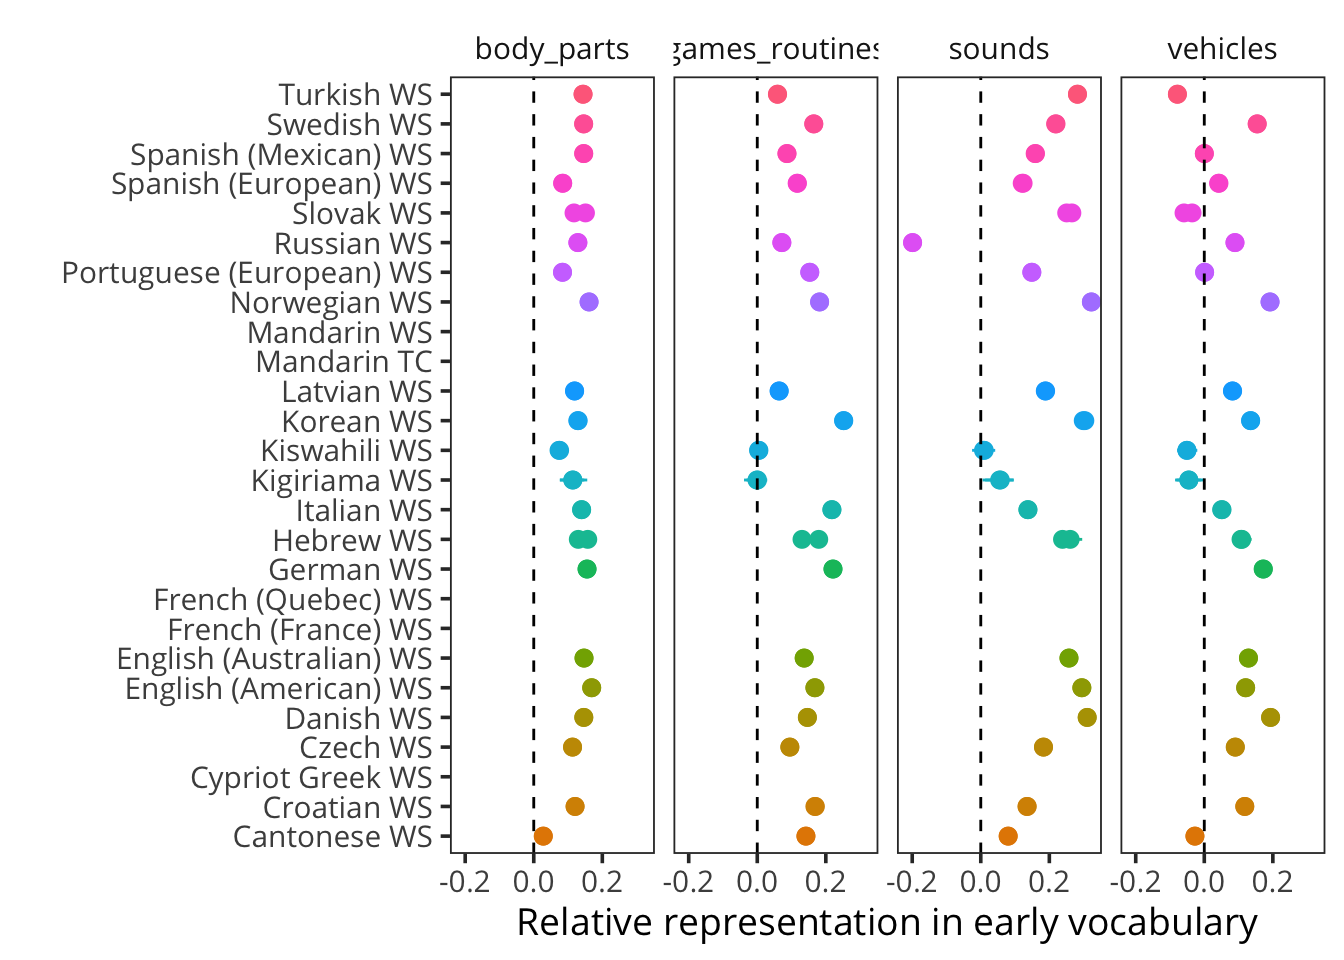 body_parts games_routines sounds vehicles
Turkish WS
Swedish WS
Spanish (Mexican) WS
Spanish (European) WS
Slovak WS
Russian WS
Portuguese (European) WS
Norwegian WS
Mandarin WS
Mandarin TC
Latvian WS
Korean WS
Kiswahili WS
Kigiriama WS
Italian WS
Hebrew WS
German WS
French (Quebec) WS
French (France) WS
English (Australian) WS
English (American) WS
Danish WS
Czech WS
Cypriot Greek WS
Croatian WS
Cantonese WS
-0.2 0.0 0.2 -0.2 0.0 0.2 -0.2 0.0 0.2 -0.2 0.0 0.2
Relative representation in early vocabulary